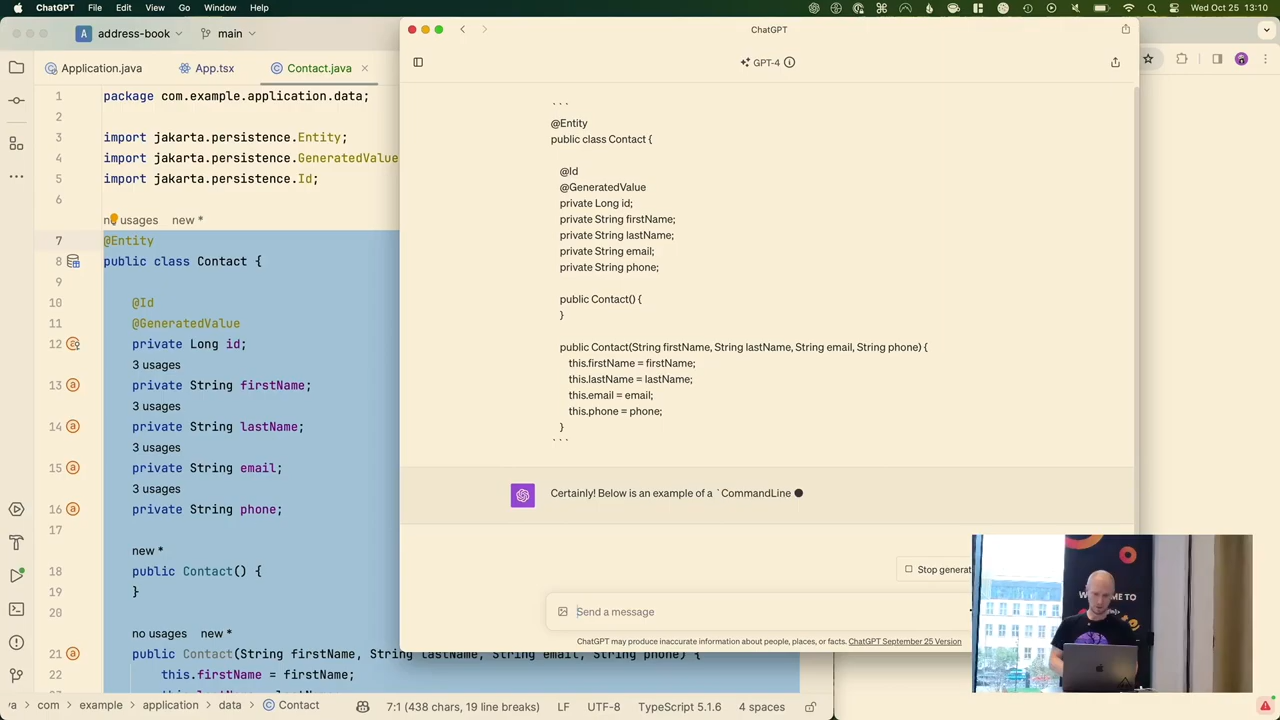 ChatGPT File Edit View Window Help Wed Oct 25 13:10
A address-book main
Application.java App.tsx Contact.java
1 package com.example.application.data;
2
3 import jakarta.persistence.Entity;
4 import jakarta.persistence.GeneratedValue
5 import jakarta.persistence.Id;
6
no usages new *
7 @Entity
8 public class Contact {
9
10 @Id
11 @GeneratedValue
12 private Long id;
3 usages
13 private String firstName;
3 usages
14 private String lastName;
3 usages
15 private String email;
3 usages
16 private String phone;
17
new *
18 public Contact() {
19 }
20
no usages new *
21 public Contact(String firstName, String lastName, String email, String phone) {
22 this.firstName = firstName;
com example application data Contact 7:1 (438 chars, 19 line breaks) LF UTF-8 TypeScript 5.1.6 4 spaces
ChatGPT
GPT-4
```
@Entity
public class Contact {
@Id
@GeneratedValue
private Long id;
private String firstName;
private String lastName;
private String email;
private String phone;
public Contact() {
}
public Contact(String firstName, String lastName, String email, String phone) {
this.firstName = firstName;
this.lastName = lastName;
this.email = email;
this.phone = phone;
}
```
Certainly! Below is an example of a `CommandLine
Stop generat
Send a message
ChatGPT may produce inaccurate information about people, places, or facts. ChatGPT September 25 Version